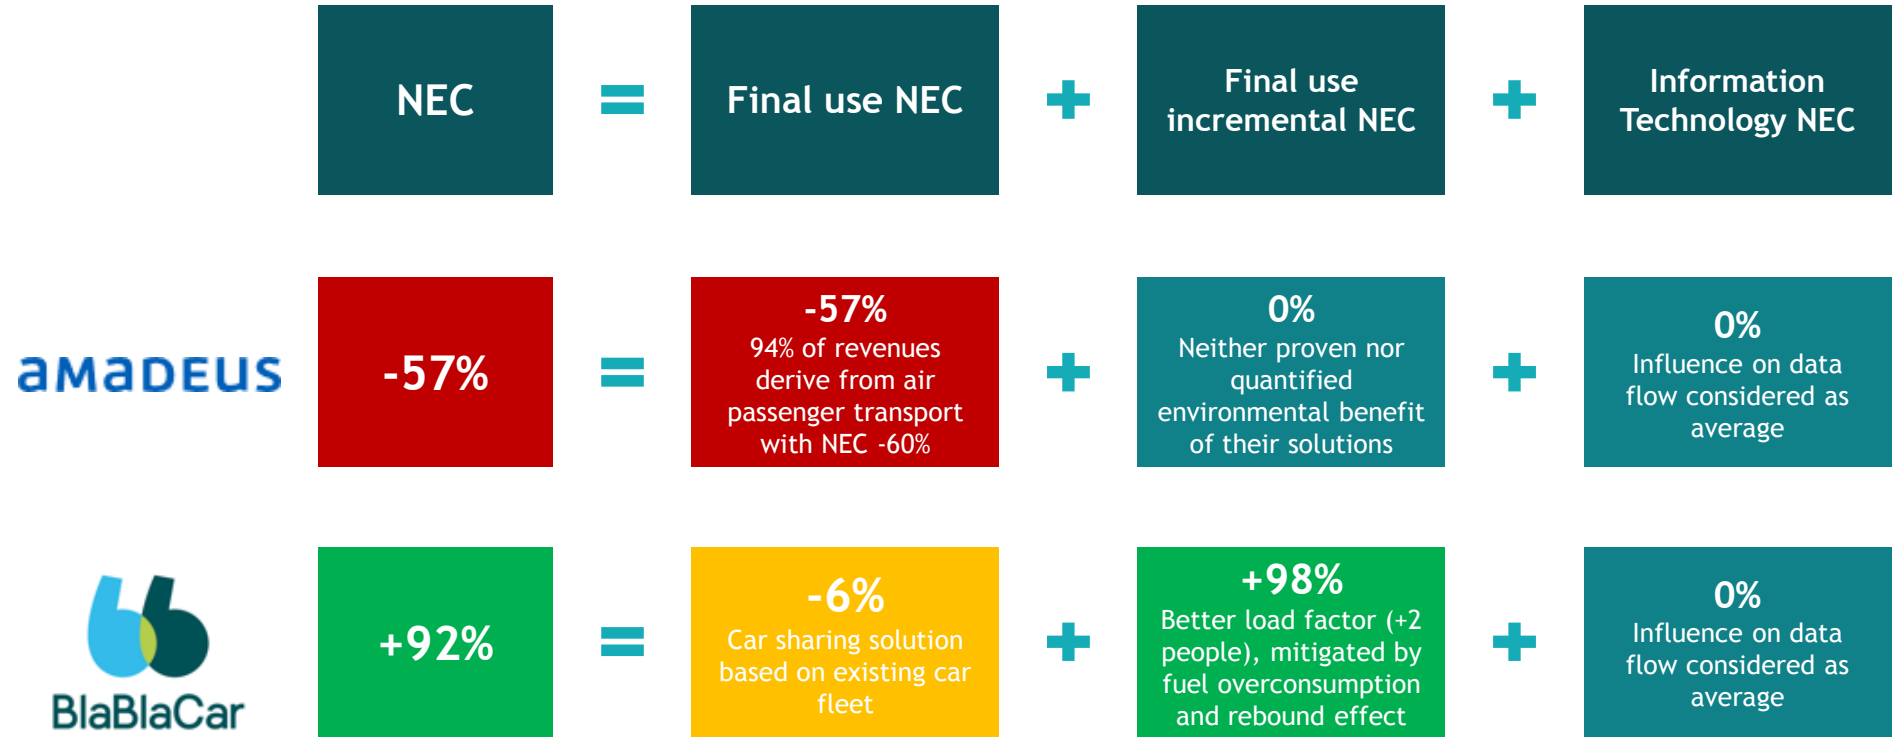 NEC
=
Final use NEC
+
Final use
incremental NEC
+
Information
Technology NEC
aMaDEUS
-57%
=
-57%
94% of revenues
derive from air
passenger transport
with NEC -60%
+
0%
Neither proven nor
quantified
environmental benefit
of their solutions
+
0%
Influence on data
flow considered as
average
BlaBlaCar
+92%
=
-6%
Car sharing solution
based on existing car
fleet
+
+98%
Better load factor (+2
people), mitigated by
fuel overconsumption
and rebound effect
+
0%
Influence on data
flow considered as
average